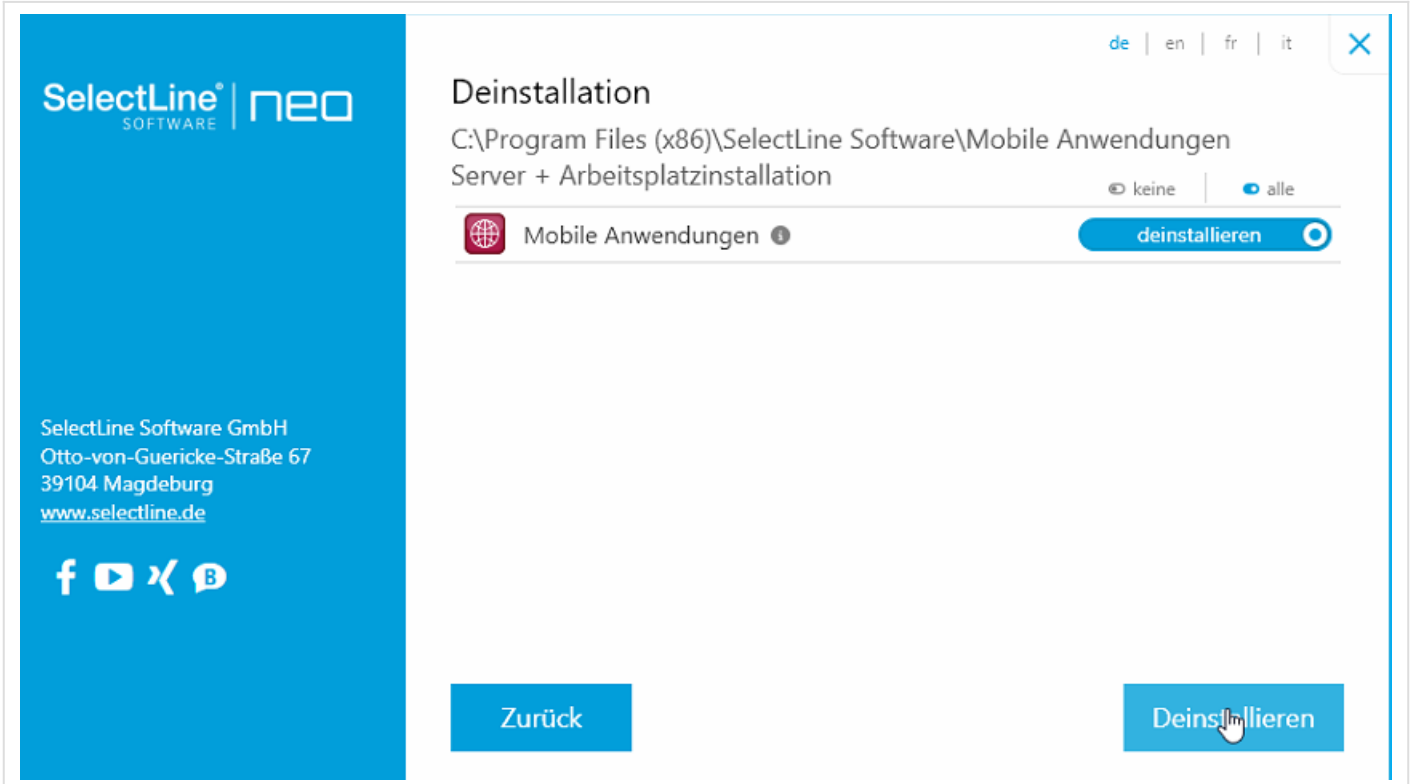 SelectLine® neo
SOFTWARE
SelectLine Software GmbH
Otto-von-Guericke-Straße 67
39104 Magdeburg
www.selectline.de
B
de | en | fr | it
Deinstallation
C:\Program Files (x86)\SelectLine Software\Mobile Anwendungen
Server + Arbeitsplatzinstallation
keine
alle
Mobile Anwendungen
deinstallieren
Zurück
Deinstallieren